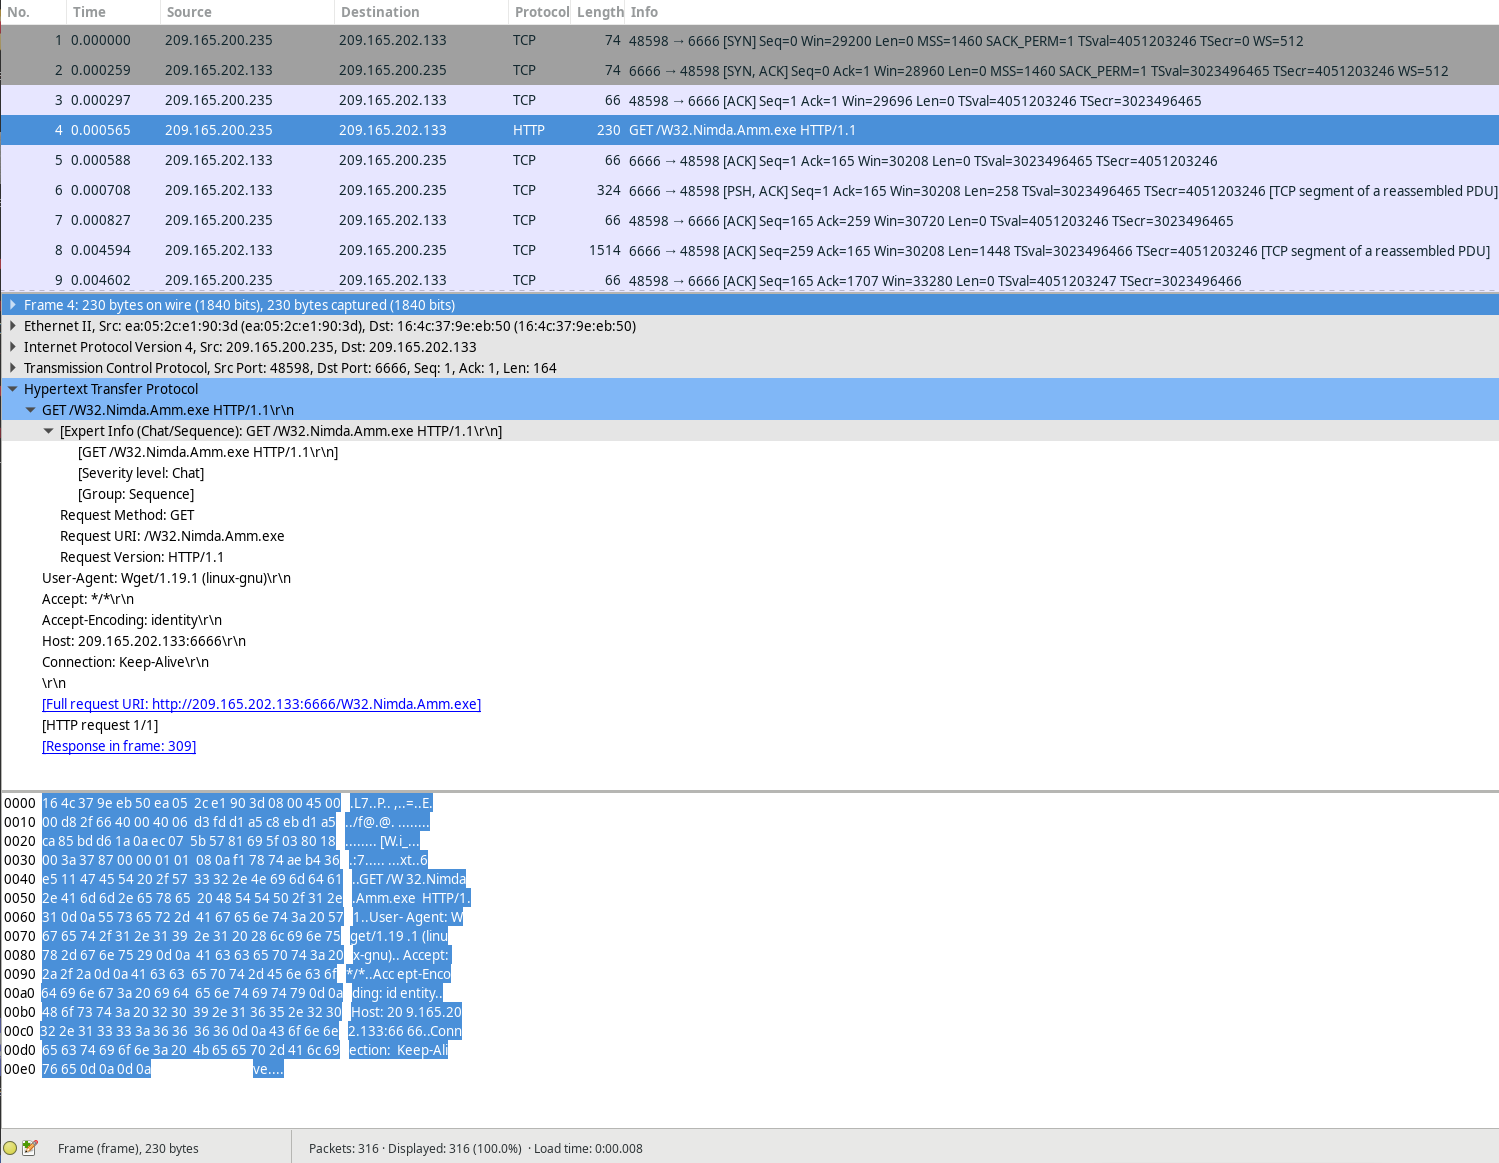 No. Time Source Destination Protocol Length Info
1 0.000000 209.165.200.235 209.165.202.133 TCP 74 48598 → 6666 [SYN] Seq=0 Win=29200 Len=0 MSS=1460 SACK_PERM=1 TSval=4051203246 TSecr=0 WS=512
2 0.000259 209.165.202.133 209.165.200.235 TCP 74 6666 → 48598 [SYN, ACK] Seq=0 Ack=1 Win=28960 Len=0 MSS=1460 SACK_PERM=1 TSval=3023496465 TSecr=4051203246 WS=512
3 0.000297 209.165.200.235 209.165.202.133 TCP 66 48598 → 6666 [ACK] Seq=1 Ack=1 Win=29696 Len=0 TSval=4051203246 TSecr=3023496465
4 0.000565 209.165.200.235 209.165.202.133 HTTP 230 GET /W32.Nimda.Amm.exe HTTP/1.1
5 0.000588 209.165.202.133 209.165.200.235 TCP 66 6666 → 48598 [ACK] Seq=1 Ack=165 Win=30208 Len=0 TSval=3023496465 TSecr=4051203246
6 0.000708 209.165.202.133 209.165.200.235 TCP 324 6666 → 48598 [PSH, ACK] Seq=1 Ack=165 Win=30208 Len=258 TSval=3023496465 TSecr=4051203246 [TCP segment of a reassembled PDU]
7 0.000827 209.165.200.235 209.165.202.133 TCP 66 48598 → 6666 [ACK] Seq=165 Ack=259 Win=30720 Len=0 TSval=4051203246 TSecr=3023496465
8 0.004594 209.165.202.133 209.165.200.235 TCP 1514 6666 → 48598 [ACK] Seq=259 Ack=165 Win=30208 Len=1448 TSval=3023496466 TSecr=4051203246 [TCP segment of a reassembled PDU]
9 0.004602 209.165.200.235 209.165.202.133 TCP 66 48598 → 6666 [ACK] Seq=165 Ack=1707 Win=33280 Len=0 TSval=4051203247 TSecr=3023496466
Frame 4: 230 bytes on wire (1840 bits), 230 bytes captured (1840 bits)
Ethernet II, Src: ea:05:2c:e1:90:3d (ea:05:2c:e1:90:3d), Dst: 16:4c:37:9e:eb:50 (16:4c:37:9e:eb:50)
Internet Protocol Version 4, Src: 209.165.200.235, Dst: 209.165.202.133
Transmission Control Protocol, Src Port: 48598, Dst Port: 6666, Seq: 1, Ack: 1, Len: 164
Hypertext Transfer Protocol
GET /W32.Nimda.Amm.exe HTTP/1.1\r\n
[Expert Info (Chat/Sequence): GET /W32.Nimda.Amm.exe HTTP/1.1\r\n]
[GET /W32.Nimda.Amm.exe HTTP/1.1\r\n]
[Severity level: Chat]
[Group: Sequence]
Request Method: GET
Request URI: /W32.Nimda.Amm.exe
Request Version: HTTP/1.1
User-Agent: Wget/1.19.1 (linux-gnu)\r\n
Accept: */*\r\n
Accept-Encoding: identity\r\n
Host: 209.165.202.133:6666\r\n
Connection: Keep-Alive\r\n
\r\n
[Full request URI: http://209.165.202.133:6666/W32.Nimda.Amm.exe]
[HTTP request 1/1]
[Response in frame: 309]
0000 16 4c 37 9e eb 50 ea 05 2c e1 90 3d 08 00 45 00 .L7..P.. ,..=..E.
0010 00 d8 2f 66 40 00 40 06 d3 fd d1 a5 c8 eb d1 a5 ../f@.@. ........
0020 ca 85 bd d6 1a 0a ec 07 5b 57 81 69 5f 03 80 18 ........ [W.i_...
0030 00 3a 37 87 00 00 01 01 08 0a f1 78 74 ae b4 36 .:7..... ...xt..6
0040 e5 11 47 45 54 20 2f 57 33 32 2e 4e 69 6d 64 61 ..GET /W 32.Nimda
0050 2e 41 6d 6d 2e 65 78 65 20 48 54 54 50 2f 31 2e .Amm.exe HTTP/1.
0060 31 0d 0a 55 73 65 72 2d 41 67 65 6e 74 3a 20 57 1..User- Agent: W
0070 67 65 74 2f 31 2e 31 39 2e 31 20 28 6c 69 6e 75 get/1.19 .1 (linu
0080 78 2d 67 6e 75 29 0d 0a 41 63 63 65 70 74 3a 20 x-gnu).. Accept:
0090 2a 2f 2a 0d 0a 41 63 63 65 70 74 2d 45 6e 63 6f */*..Acc ept-Enco
00a0 64 69 6e 67 3a 20 69 64 65 6e 74 69 74 79 0d 0a ding: id entity..
00b0 48 6f 73 74 3a 20 32 30 39 2e 31 36 35 2e 32 30 Host: 20 9.165.20
00c0 32 2e 31 33 33 3a 36 36 36 36 0d 0a 43 6f 6e 6e 2.133:66 66..Conn
00d0 65 63 74 69 6f 6e 3a 20 4b 65 65 70 2d 41 6c 69 ection: Keep-Ali
00e0 76 65 0d 0a 0d 0a ve....
Frame (frame), 230 bytes Packets: 316 · Displayed: 316 (100.0%) · Load time: 0:00.008